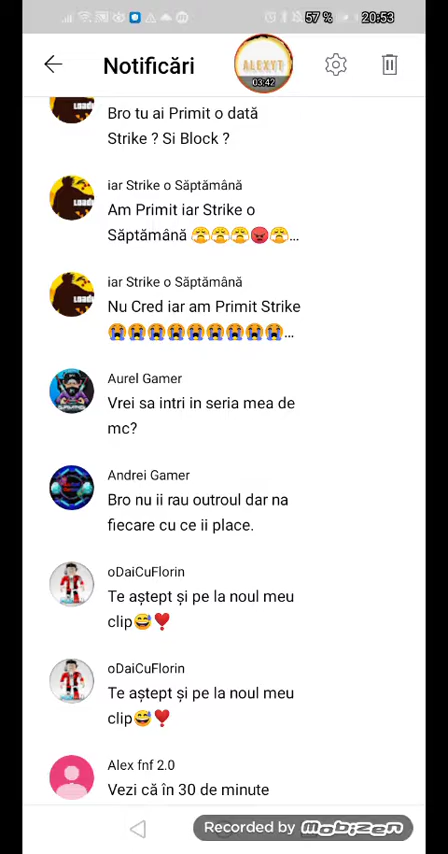 57 %
20:53
Notificări
ALEXYT
03:42
Bro tu ai Primit o dată
Strike ? Si Block ?
iar Strike o Săptămână
Am Primit iar Strike o
Săptămână 😤😤😤😡😤...
iar Strike o Săptămână
Nu Cred iar am Primit Strike
😭😭😭😭😭😭😭😭😭...
Aurel Gamer
Vrei sa intri in seria mea de
mc?
Andrei Gamer
Bro nu ii rau outroul dar na
fiecare cu ce ii place.
oDaiCuFlorin
Te aștept și pe la noul meu
clip😅❣️
oDaiCuFlorin
Te aștept și pe la noul meu
clip😅❣️
Alex fnf 2.0
Vezi că în 30 de minute
Recorded by Mobizen